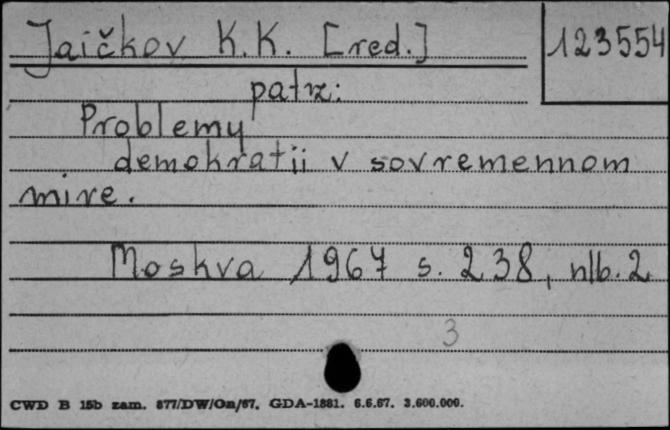 Jaičkov K.K. [red.] 123554
patrz:
Problemy
demokratii v sovremennom
mire.
Moskva 1967 s. 238, nlb. 2
3
CWD B 15b zam. 877/DW/On/67. GDA-1881. 6.6.67. 3.600.000.